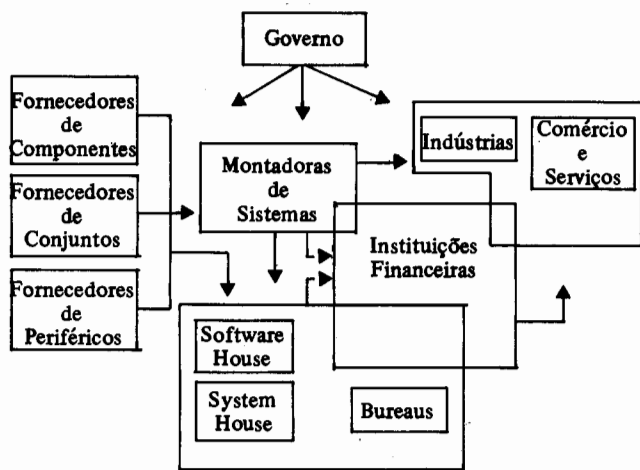 Governo
Fornecedores
de
Componentes
Fornecedores
de
Conjuntos
Fornecedores
de
Periféricos
Montadoras
de
Sistemas
Indústrias
Comércio
e
Serviços
Instituições
Financeiras
Software
House
System
House
Bureaus